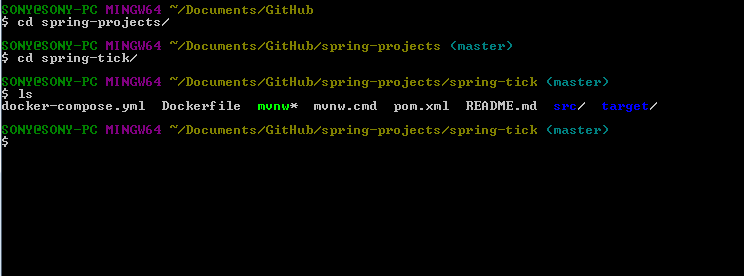 SONY@SONY-PC MINGW64 ~/Documents/GitHub
$ cd spring-projects/
SONY@SONY-PC MINGW64 ~/Documents/GitHub/spring-projects (master)
$ cd spring-tick/
SONY@SONY-PC MINGW64 ~/Documents/GitHub/spring-projects/spring-tick (master)
$ ls
docker-compose.yml  Dockerfile  mvnw*  mvnw.cmd  pom.xml  README.md  src/  target/
SONY@SONY-PC MINGW64 ~/Documents/GitHub/spring-projects/spring-tick (master)
$